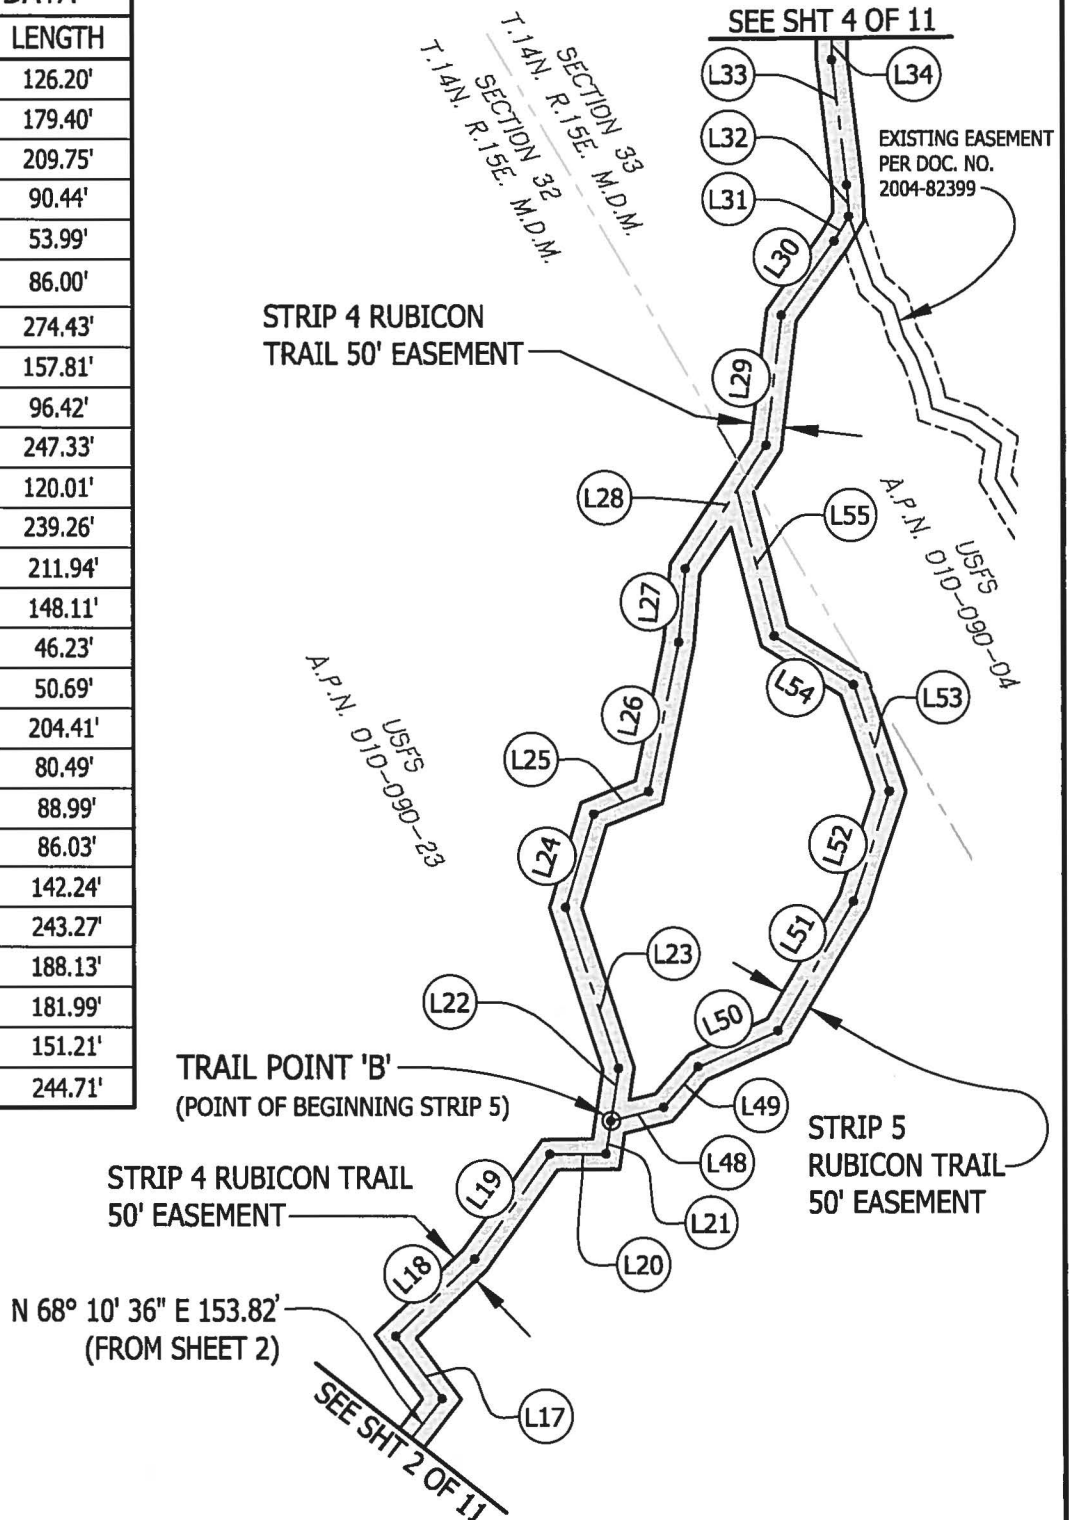 DATA
LENGTH
126.20'
179.40'
209.75'
90.44'
53.99'
86.00'
274.43'
157.81'
96.42'
247.33'
120.01'
239.26'
211.94'
148.11'
46.23'
50.69'
204.41'
80.49'
88.99'
86.03'
142.24'
243.27'
188.13'
181.99'
151.21'
244.71'
SEE SHT 4 OF 11
L33
L34
L32
L31
L30
EXISTING EASEMENT
PER DOC. NO.
2004-82399
SECTION 33
T.14N. R.15E. M.D.M.
SECTION 32
T.14N. R.15E. M.D.M.
STRIP 4 RUBICON
TRAIL 50' EASEMENT
L29
L28
L55
USFS
A.P.N. 010-090-04
L27
L54
L53
L26
USFS
A.P.N. 010-090-23
L25
L24
L52
L51
L23
L22
L50
TRAIL POINT 'B'
(POINT OF BEGINNING STRIP 5)
L49
L48
STRIP 5
RUBICON TRAIL
50' EASEMENT
STRIP 4 RUBICON TRAIL
50' EASEMENT
L19
L21
L20
L18
N 68° 10' 36" E 153.82'
(FROM SHEET 2)
L17
SEE SHT 2 OF 11